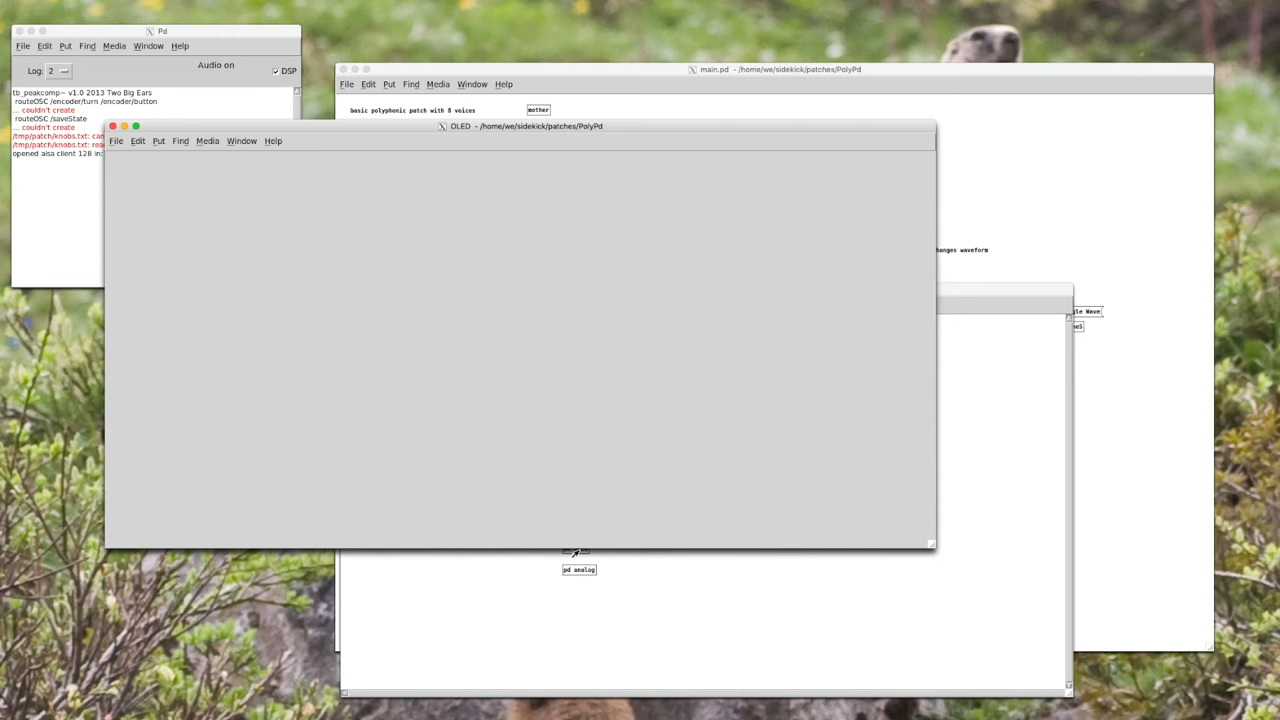 Pd
File Edit Put Find Media Window Help
Audio on
Log: 2
DSP
tb_peakcomp~ v1.0 2013 Two Big Ears
routeOSC /encoder/turn /encoder/button
... couldn't create
routeOSC /saveState
... couldn't create
/tmp/patch/knobs.txt:
/tmp/patch/knobs.txt:
opened alsa client 128 in:
main.pd - /home/we/sidekick/patches/PolyPd
File Edit Put Find Media Window Help
basic polyphonic patch with 8 voices
mother
OLED - /home/we/sidekick/patches/PolyPd
File Edit Put Find Media Window Help
waveform
Wave
pd analog